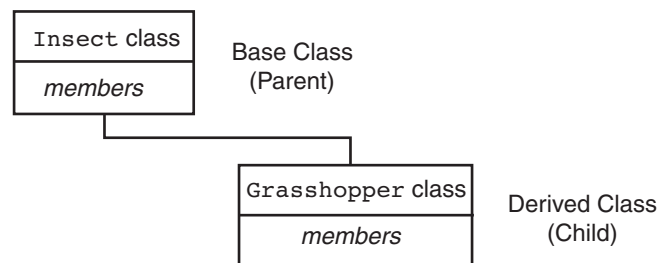 Insect class
members
Base Class
(Parent)
Grasshopper class
members
Derived Class
(Child)